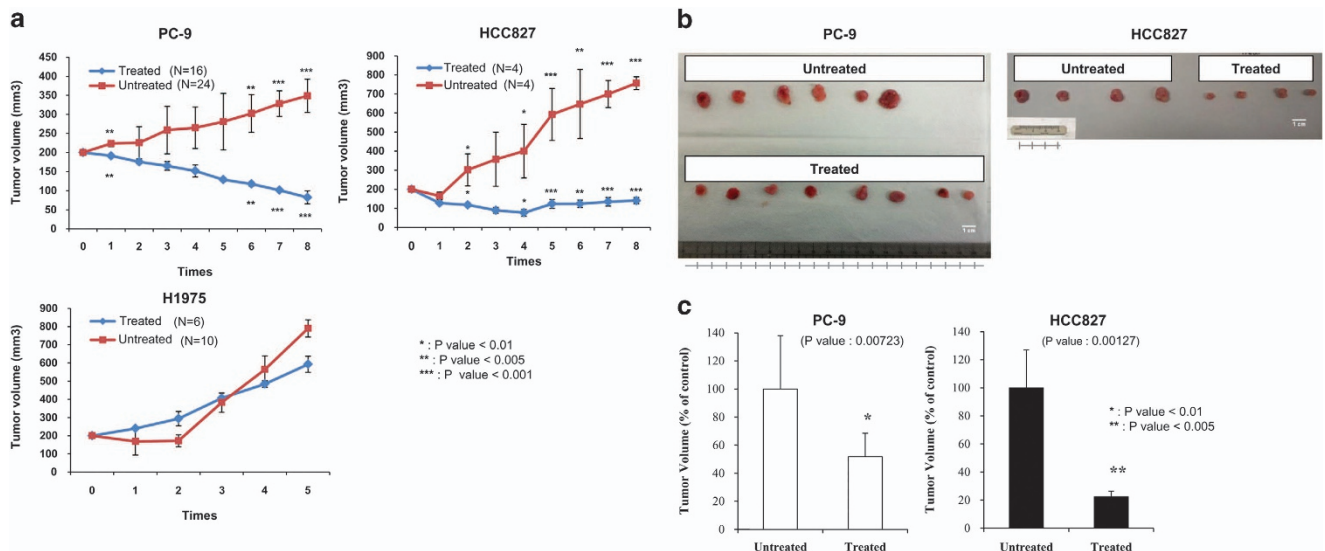 a
PC-9
Tumor volume (mm3)
450
400
350
300
250
200
150
100
50
0
Treated (N=16)
Untreated (N=24)
**
**
**
***
***
**
***
***
0 1 2 3 4 5 6 7 8
Times
HCC827
Tumor volume (mm3)
900
800
700
600
500
400
300
200
100
0
Treated (N=4)
Untreated (N=4)
*
*
***
**
***
***
*
*
***
**
***
***
0 1 2 3 4 5 6 7 8
Times
H1975
Tumor volume (mm3)
900
800
700
600
500
400
300
200
100
0
Treated (N=6)
Untreated (N=10)
0 1 2 3 4 5
Times
* : P value < 0.01
** : P value < 0.005
*** : P value < 0.001
b
PC-9
Untreated
Treated
1 cm
HCC827
Untreated Treated
1 cm
c
PC-9
(P value : 0.00723)
Tumor Volume (% of control)
140
120
100
80
60
40
20
0
*
Untreated Treated
HCC827
(P value : 0.00127)
Tumor Volume (% of control)
140
120
100
80
60
40
20
0
**
Untreated Treated
* : P value < 0.01
** : P value < 0.005